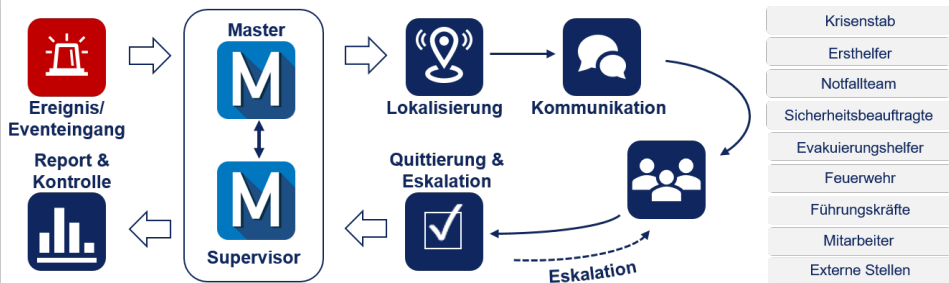 Master
M
Ereignis/
Eventeingang
Lokalisierung
Kommunikation
Report &
Kontrolle
M
Supervisor
Quittierung &
Eskalation
Eskalation
Krisenstab
Ersthelfer
Notfallteam
Sicherheitsbeauftragte
Evakuierungshelfer
Feuerwehr
Führungskräfte
Mitarbeiter
Externe Stellen